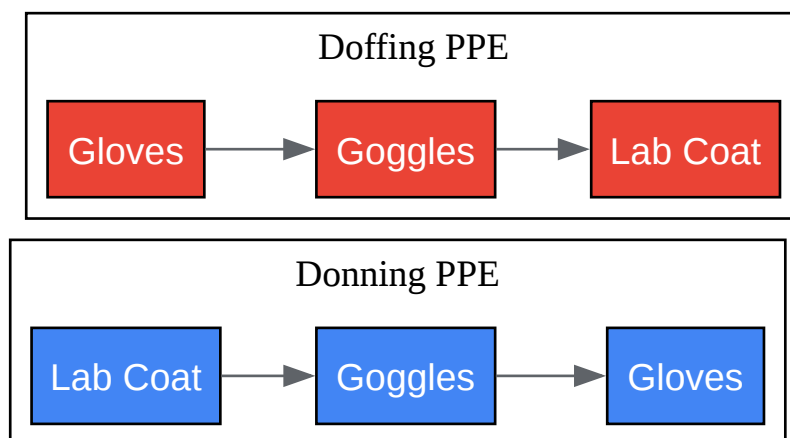 Doffing PPE
Gloves
Goggles
Lab Coat
Donning PPE
Lab Coat
Goggles
Gloves